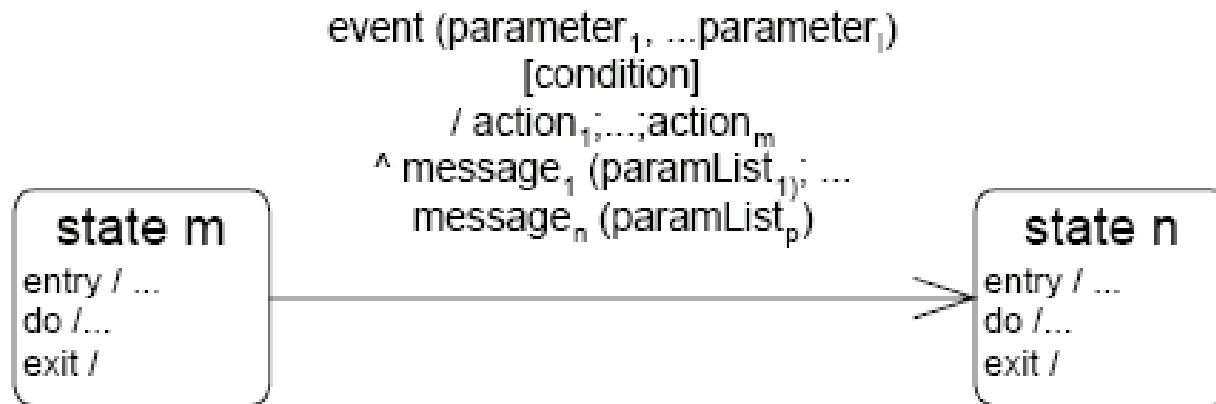 event (parameter₁, ...parameterₗ)
[condition]
/ action₁;...;actionₘ
^ message₁ (paramList₁₎; ...
messageₙ (paramListₚ)
state m
entry / ...
do /...
exit /
state n
entry / ...
do /...
exit /